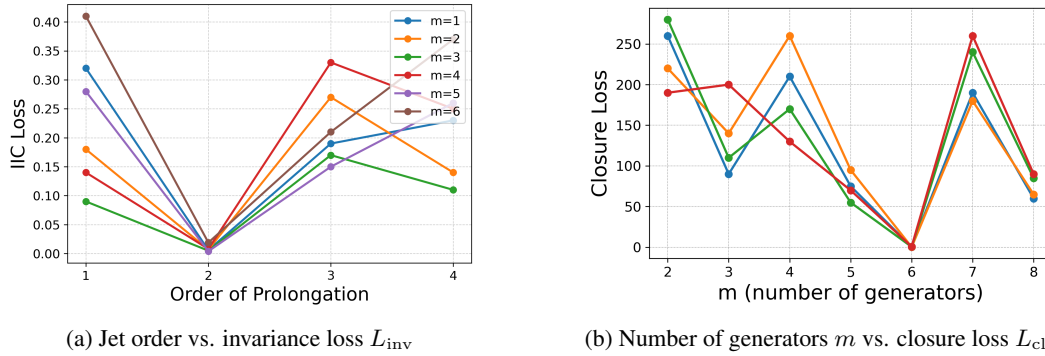 0.40
0.35
0.30
0.25
0.20
0.15
0.10
0.05
0.00
IIC Loss
1 2 3 4
Order of Prolongation
m=1
m=2
m=3
m=4
m=5
m=6
(a) Jet order vs. invariance loss L_inv
250
200
150
100
50
0
Closure Loss
2 3 4 5 6 7 8
m (number of generators)
(b) Number of generators m vs. closure loss L_cl